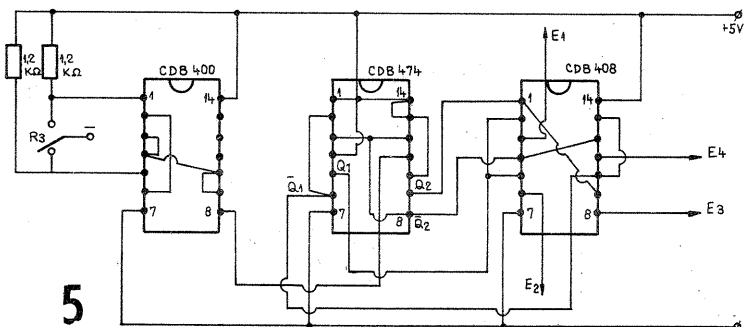 +5V
1,2 KΩ
1,2 KΩ
CDB 400
CDB 474
CDB 408
E1
1
14
1
14
1
14
R3
E4
Q1
Q2
Q̅1
Q̅2
7
8
7
8
7
8
E3
E2
5